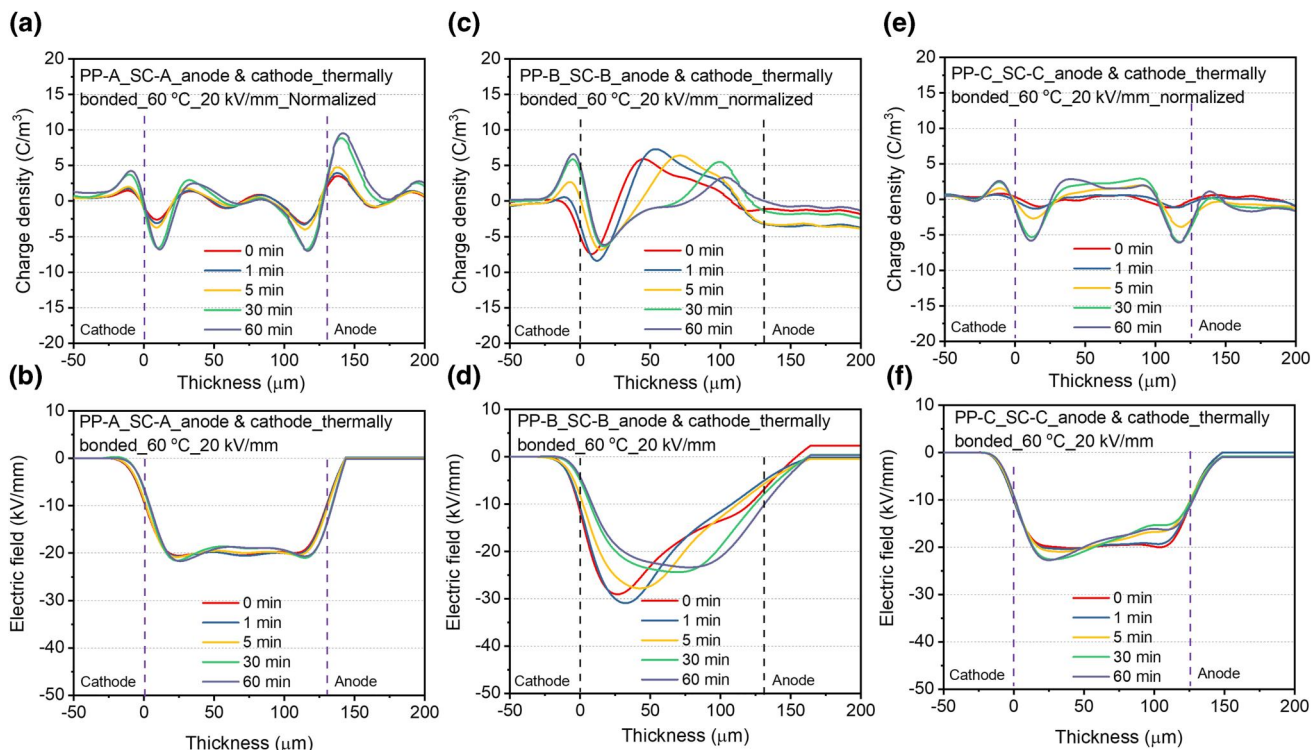 (a)
PP-A_SC-A_anode & cathode_thermally
bonded_60 ºC_20 kV/mm_Normalized
Charge density (C/m³)
20
15
10
5
0
-5
-10
-15
-20
0 min
1 min
5 min
30 min
60 min
Cathode
Anode
-50 0 50 100 150 200
Thickness (μm)
(c)
PP-B_SC-B_anode & cathode_thermally
bonded_60 ºC_20 kV/mm_normalized
Charge density (C/m³)
20
15
10
5
0
-5
-10
-15
-20
0 min
1 min
5 min
30 min
60 min
Cathode
Anode
-50 0 50 100 150 200
Thickness (μm)
(e)
PP-C_SC-C_anode & cathode_thermally
bonded_60 ºC_20 kV/mm_normalized
Charge density (C/m³)
20
15
10
5
0
-5
-10
-15
-20
0 min
1 min
5 min
30 min
60 min
Cathode
Anode
-50 0 50 100 150 200
Thickness (μm)
(b)
PP-A_SC-A_anode & cathode_thermally
bonded_60 ºC_20 kV/mm
Electric field (kV/mm)
10
0
-10
-20
-30
-40
-50
0 min
1 min
5 min
30 min
60 min
Cathode
Anode
-50 0 50 100 150 200
Thickness (μm)
(d)
PP-B_SC-B_anode & cathode_thermally
bonded_60 ºC_20 kV/mm
Electric field (kV/mm)
10
0
-10
-20
-30
-40
-50
0 min
1 min
5 min
30 min
60 min
Cathode
Anode
-50 0 50 100 150 200
Thickness (μm)
(f)
PP-C_SC-C_anode & cathode_thermally
bonded_60 ºC_20 kV/mm
Electric field (kV/mm)
10
0
-10
-20
-30
-40
-50
0 min
1 min
5 min
30 min
60 min
Cathode
Anode
-50 0 50 100 150 200
Thickness (μm)